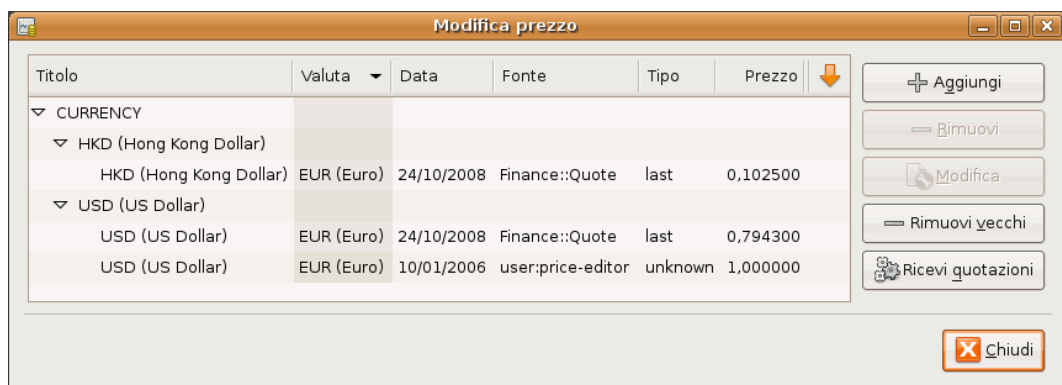 Modifica prezzo
Titolo Valuta Data Fonte Tipo Prezzo
CURRENCY
HKD (Hong Kong Dollar)
HKD (Hong Kong Dollar) EUR (Euro) 24/10/2008 Finance::Quote last 0,102500
USD (US Dollar)
USD (US Dollar) EUR (Euro) 24/10/2008 Finance::Quote last 0,794300
USD (US Dollar) EUR (Euro) 10/01/2006 user:price-editor unknown 1,000000
Aggiungi
Rimuovi
Modifica
Rimuovi vecchi
Ricevi quotazioni
Chiudi